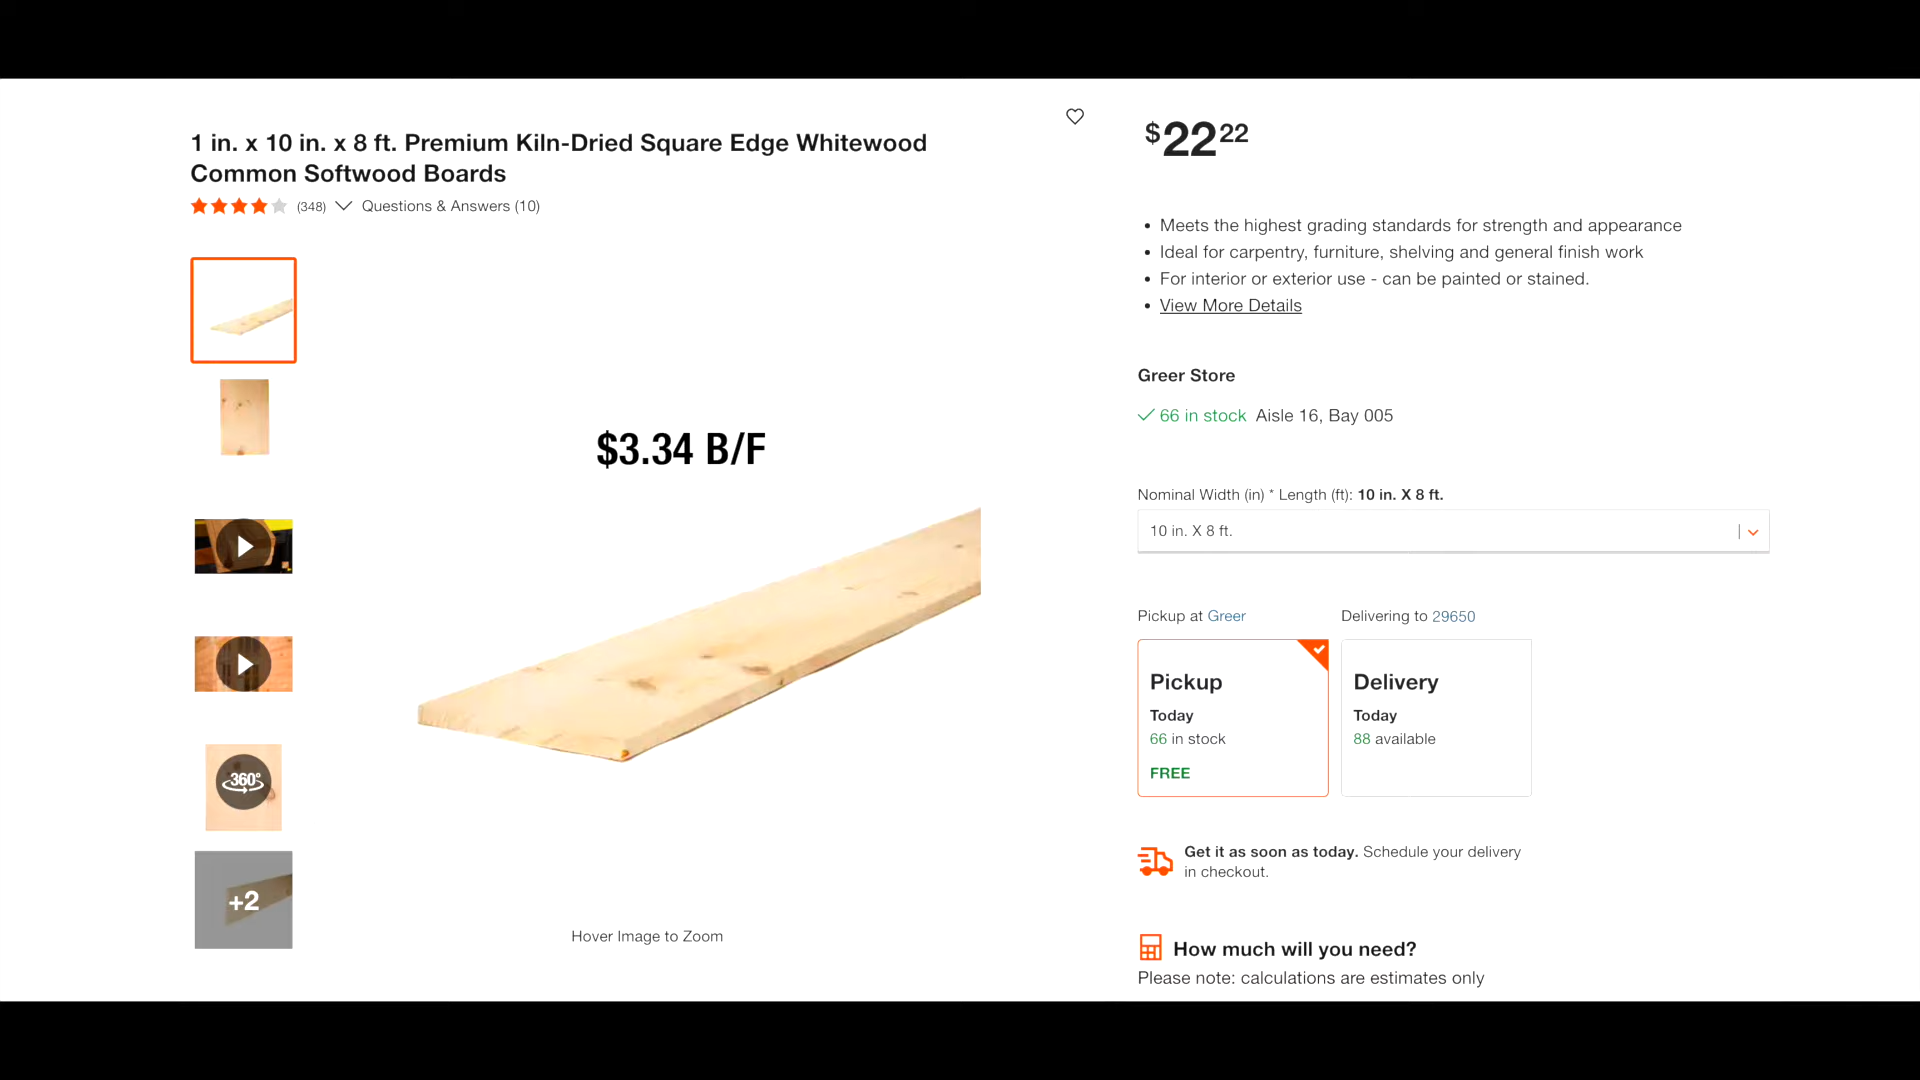 1 in. x 10 in. x 8 ft. Premium Kiln-Dried Square Edge Whitewood
Common Softwood Boards
(348) Questions & Answers (10)
360°
+2
$3.34 B/F
Hover Image to Zoom
$22 22
• Meets the highest grading standards for strength and appearance
• Ideal for carpentry, furniture, shelving and general finish work
• For interior or exterior use - can be painted or stained.
• View More Details
Greer Store
66 in stock Aisle 16, Bay 005
Nominal Width (in) * Length (ft): 10 in. X 8 ft.
10 in. X 8 ft.
Pickup at Greer
Pickup
Today
66 in stock
FREE
Delivering to 29650
Delivery
Today
88 available
Get it as soon as today. Schedule your delivery
in checkout.
How much will you need?
Please note: calculations are estimates only